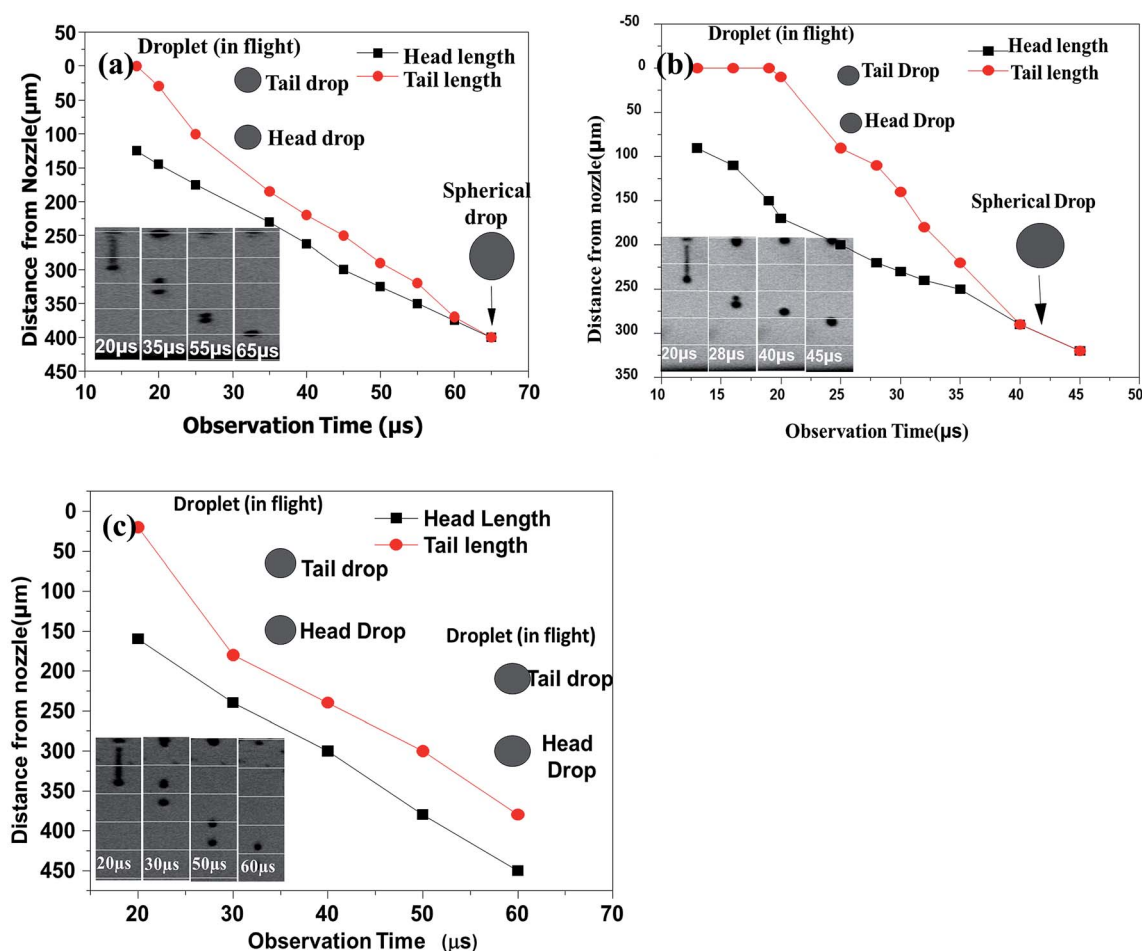 (a)
Droplet (in flight)
Head length
Tail length
Tail drop
Head drop
Spherical
drop
50
0
50
100
150
200
250
300
350
400
450
Distance from Nozzle(μm)
20μs 35μs 55μs 65μs
10 20 30 40 50 60 70
Observation Time (μs)
(b)
Droplet (in flight)
Head length
Tail length
Tail Drop
Head Drop
Spherical Drop
-50
0
50
100
150
200
250
300
350
Distance from nozzle(μm)
20μs 28μs 40μs 45μs
10 15 20 25 30 35 40 45 50
Observation Time(μs)
(c)
Droplet (in flight)
Head Length
Tail length
Tail drop
Head Drop
Droplet (in flight)
Tail drop
Head
Drop
0
50
100
150
200
250
300
350
400
450
Distance from nozzle(μm)
20μs 30μs 50μs 60μs
20 30 40 50 60 70
Observation Time (μs)